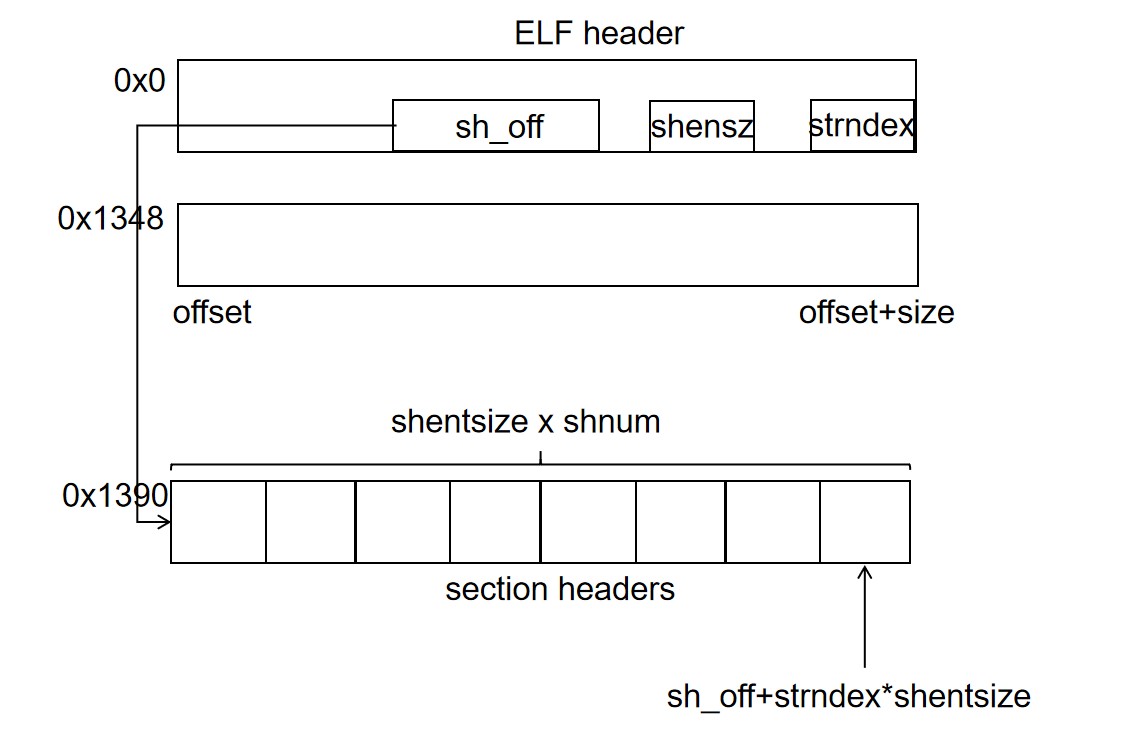 ELF header
0x0
sh_off shensz strndex
0x1348
offset offset+size
shentsize x shnum
0x1390
section headers
sh_off+strndex*shentsize